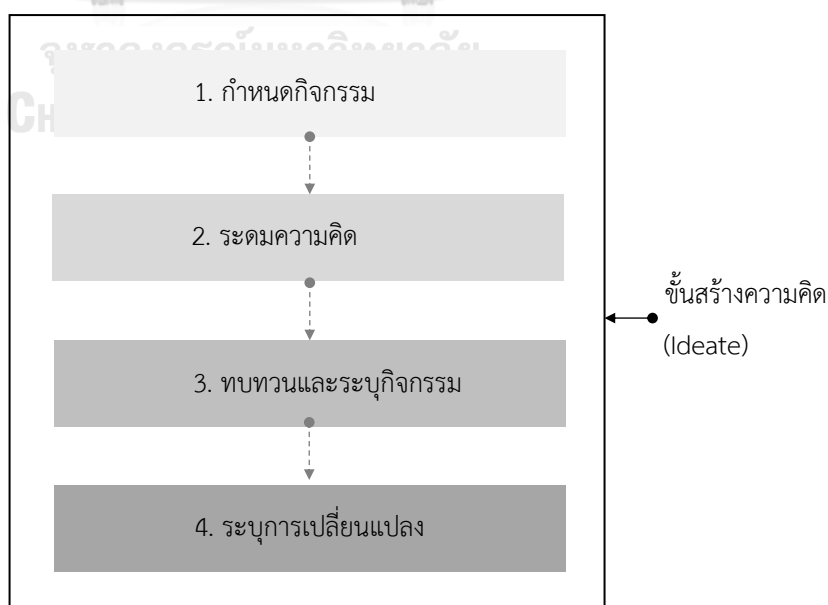 1. กำหนดกิจกรรม
2. ระดมความคิด
3. ทบทวนและระบุกิจกรรม
4. ระบุการเปลี่ยนแปลง
ขั้นสร้างความคิด
(Ideate)